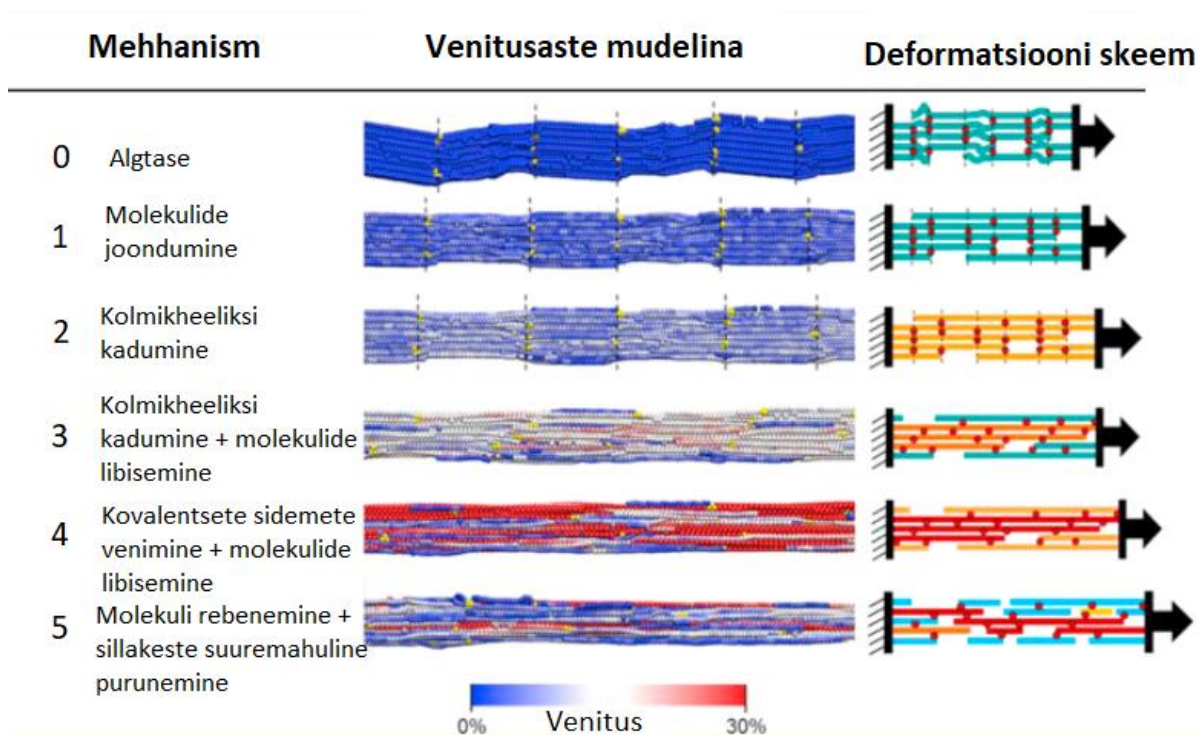 Mehhanism
Venitusaste mudelina
Deformatsiooni skeem
0
Algtase
1
Molekulide
joondumine
2
Kolmikheeliksi
kadumine
3
Kolmikheeliksi
kadumine + molekulide
libisemine
4
Kovalentsete sidemete
venimine + molekulide
libisemine
5
Molekuli rebenemine +
sillakeste suuremahuline
purunemine
0%
Venitus
30%